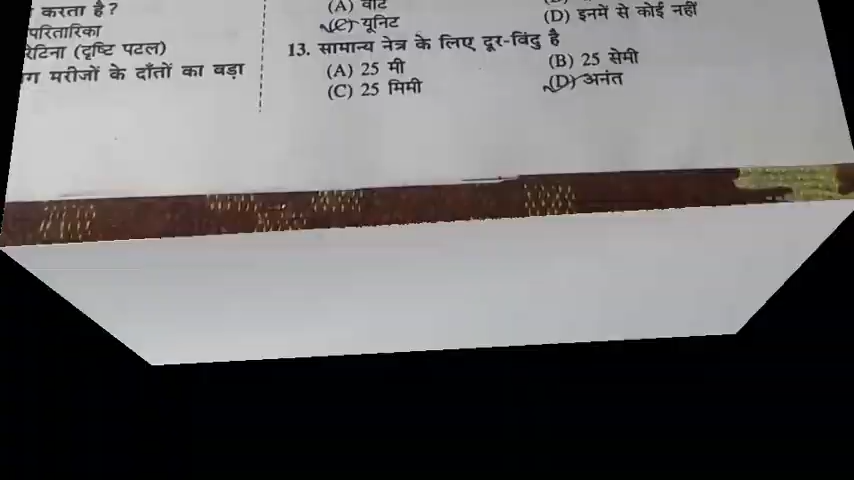 करता है?
परितारिका
रेटिना (दृष्टि पटल)
मरीजों के दाँतों का बड़ा
(A) वाट
(C) यूनिट
(D) इनमें से कोई नहीं
13. सामान्य नेत्र के लिए दूर-विंदु है
(A) 25 मी
(B) 25 सेमी
(C) 25 मिमी
(D) अनंत